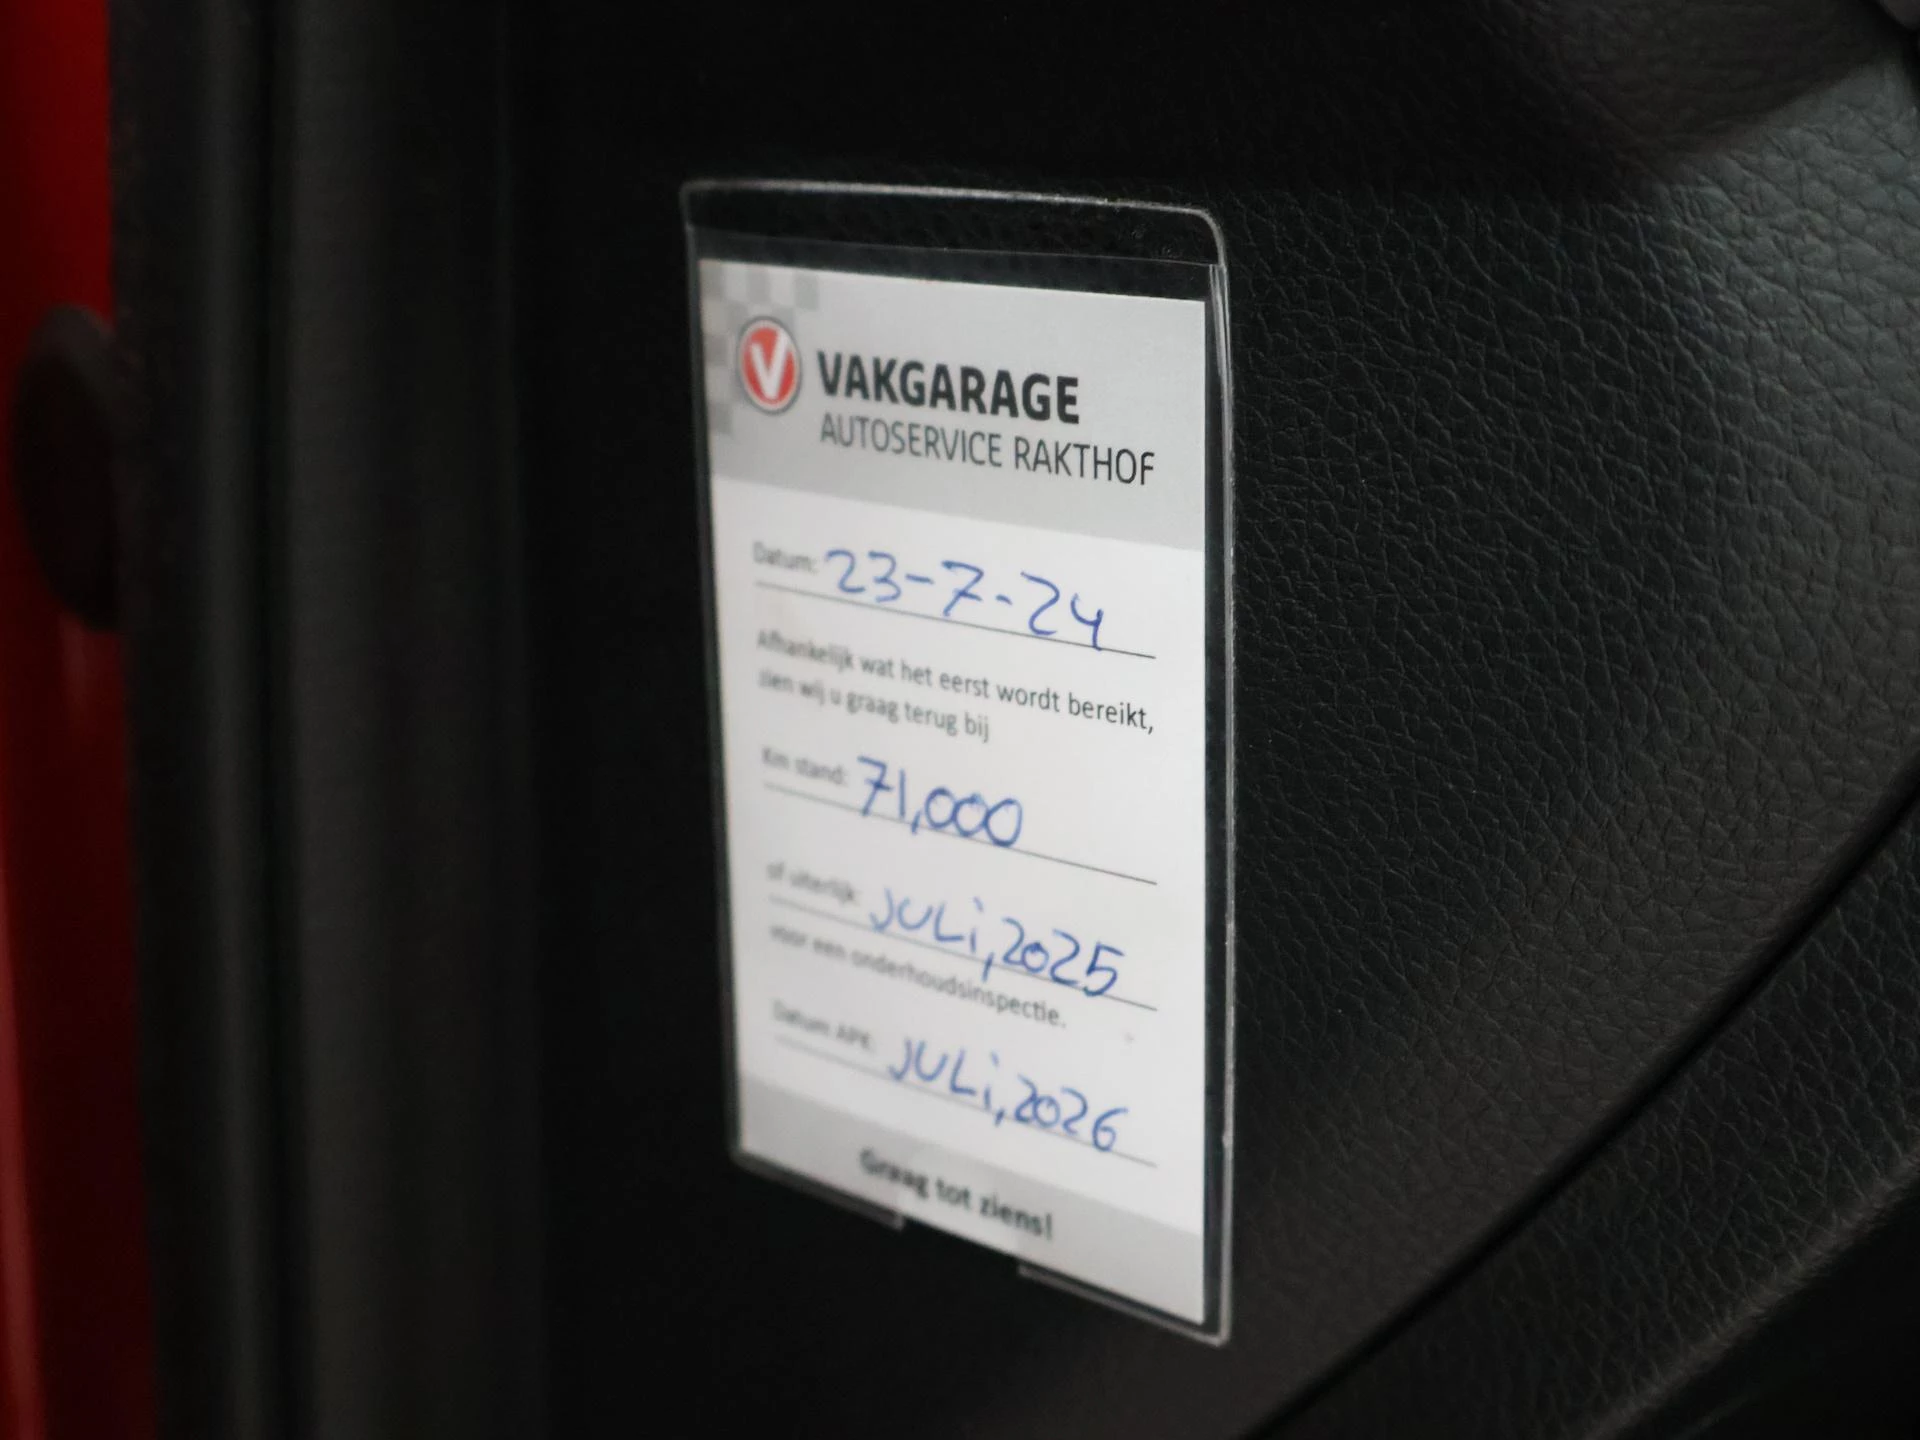 V VAKGARAGE
AUTOSERVICE RAKTHOF
Datum: 23-7-24
Afhankelijk wat het eerst wordt bereikt,
zien wij u graag terug bij
Km stand: 71,000
of uiterlijk: JULi, 2025
voor een onderhoudsinspectie.
Datum APK: JULi, 2026
Graag tot ziens!